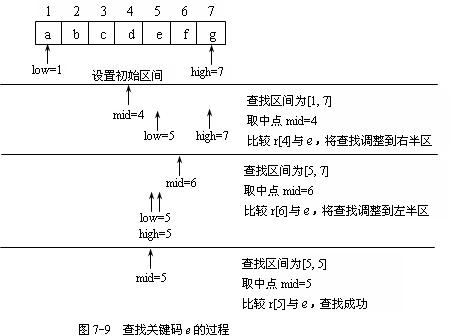 1 2 3 4 5 6 7
a b c d e f g
low=1 设置初始区间 high=7
mid=4
low=5 high=7
查找区间为[1, 7]
取中点 mid=4
比较 r[4]与 e，将查找调整到右半区
mid=6
low=5
high=5
查找区间为[5, 7]
取中点 mid=6
比较 r[6]与 e，将查找调整到左半区
mid=5
查找区间为[5, 5]
取中点 mid=5
比较 r[5]与 e，查找成功
图 7-9 查找关键码 e 的过程